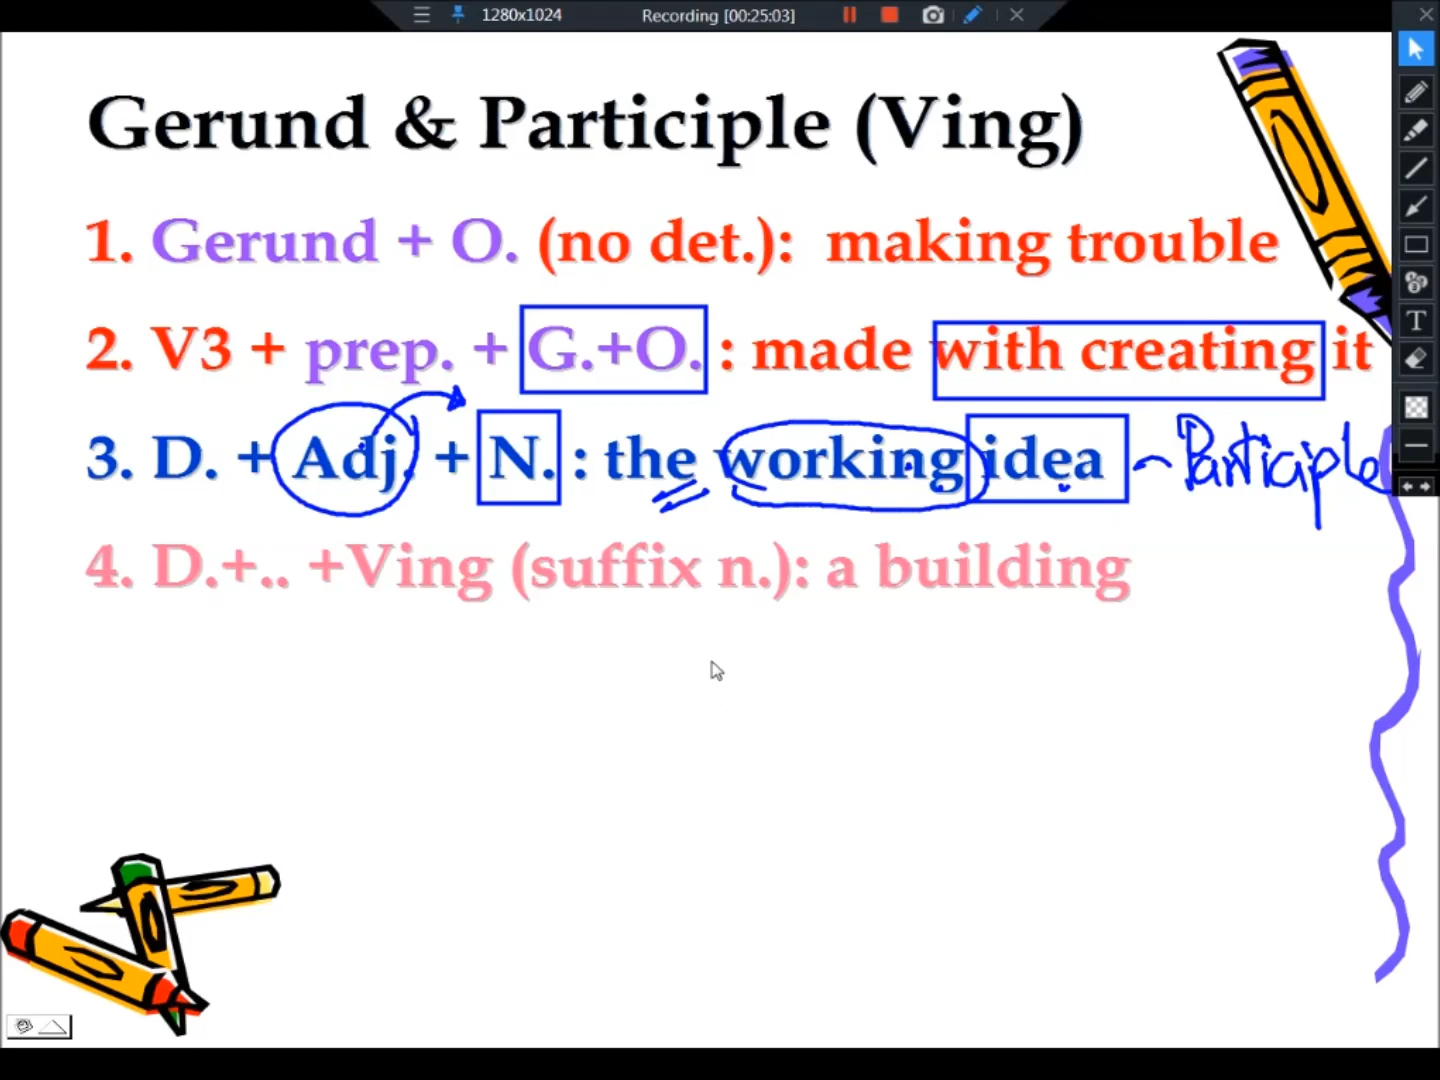 1280x1024 Recording [00:25:03]
Gerund & Participle (Ving)
1. Gerund + O. (no det.): making trouble
2. V3 + prep. + G.+O. : made with creating it
3. D. + Adj. + N. : the working idea - Participle
4. D.+.. +Ving (suffix n.): a building